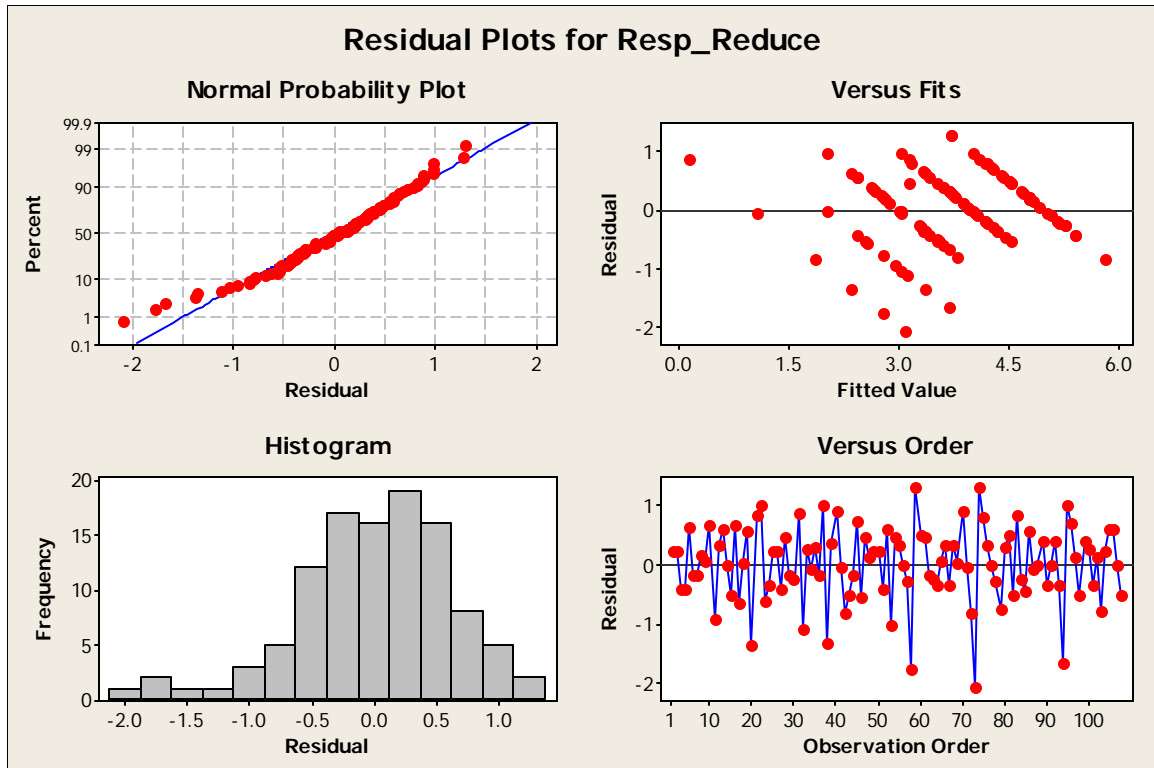 Residual Plots for Resp_Reduce
Normal Probability Plot
99.9
99
90
50
10
1
0.1
Percent
-2 -1 0 1 2
Residual
Versus Fits
1
0
-1
-2
Residual
0.0 1.5 3.0 4.5 6.0
Fitted Value
Histogram
20
15
10
5
0
Frequency
-2.0 -1.5 -1.0 -0.5 0.0 0.5 1.0
Residual
Versus Order
1
0
-1
-2
Residual
1 10 20 30 40 50 60 70 80 90 100
Observation Order